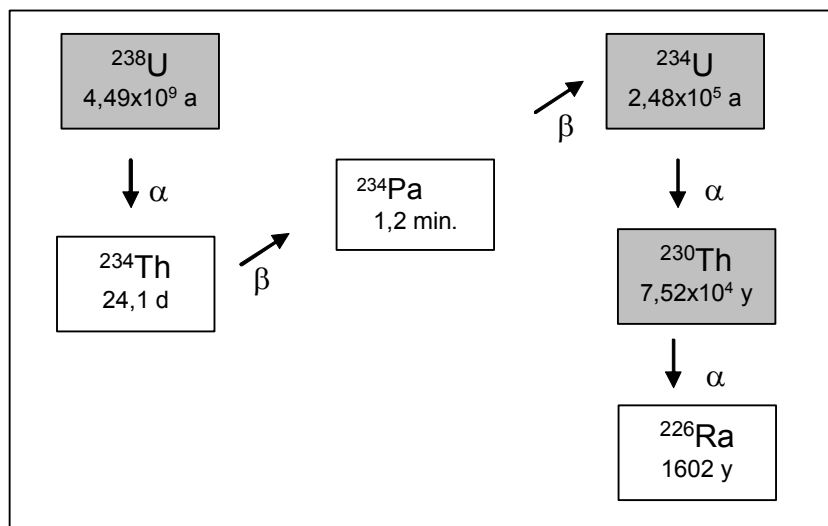 ²³⁸U
4,49x10⁹ a
α
²³⁴Th
24,1 d
β
²³⁴Pa
1,2 min.
β
²³⁴U
2,48x10⁵ a
α
²³⁰Th
7,52x10⁴ y
α
²²⁶Ra
1602 y